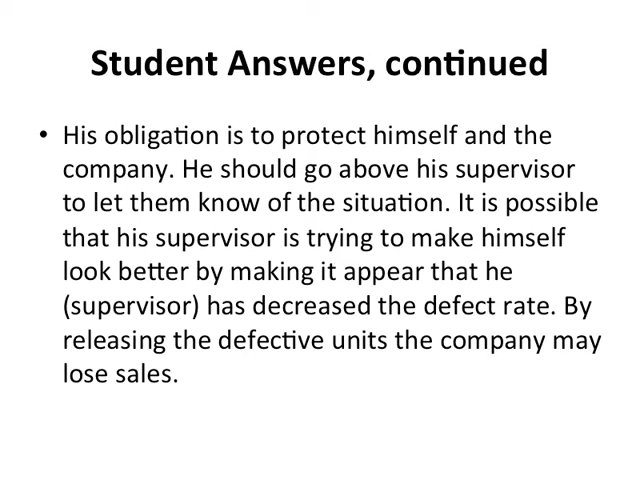 Student Answers, continued
• His obligation is to protect himself and the
company. He should go above his supervisor
to let them know of the situation. It is possible
that his supervisor is trying to make himself
look better by making it appear that he
(supervisor) has decreased the defect rate. By
releasing the defective units the company may
lose sales.